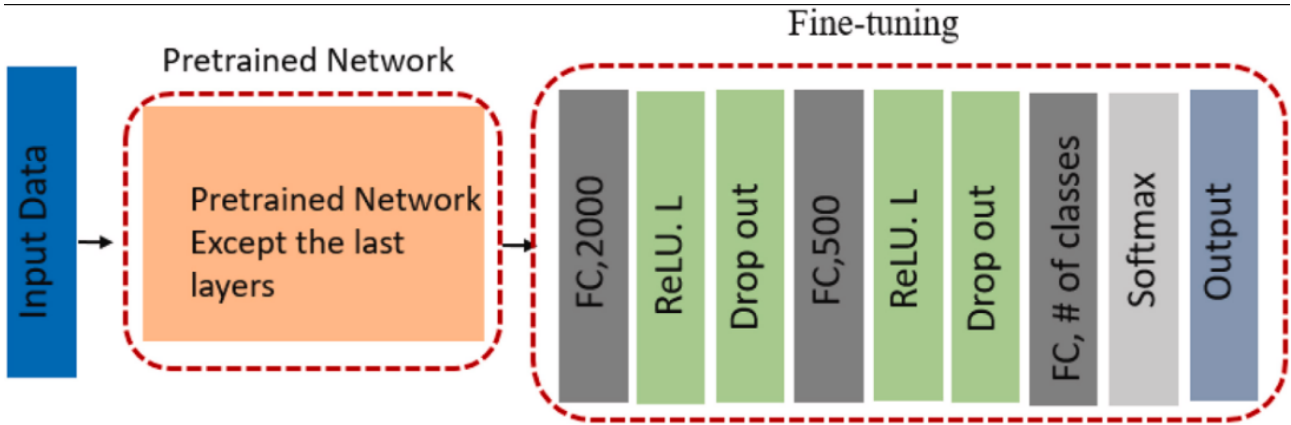 Fine-tuning
Pretrained Network
Input Data
Pretrained Network
Except the last
layers
FC,2000
ReLU. L
Drop out
FC,500
ReLU. L
Drop out
FC, # of classes
Softmax
Output